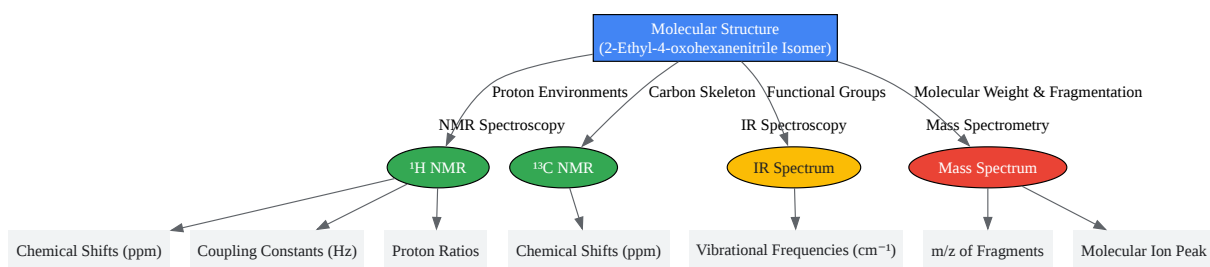 Molecular Structure
(2-Ethyl-4-oxohexanenitrile Isomer)
Proton Environments
Carbon Skeleton
Functional Groups
Molecular Weight & Fragmentation
NMR Spectroscopy
IR Spectroscopy
Mass Spectrometry
¹H NMR
¹³C NMR
IR Spectrum
Mass Spectrum
Chemical Shifts (ppm)
Coupling Constants (Hz)
Proton Ratios
Chemical Shifts (ppm)
Vibrational Frequencies (cm⁻¹)
m/z of Fragments
Molecular Ion Peak